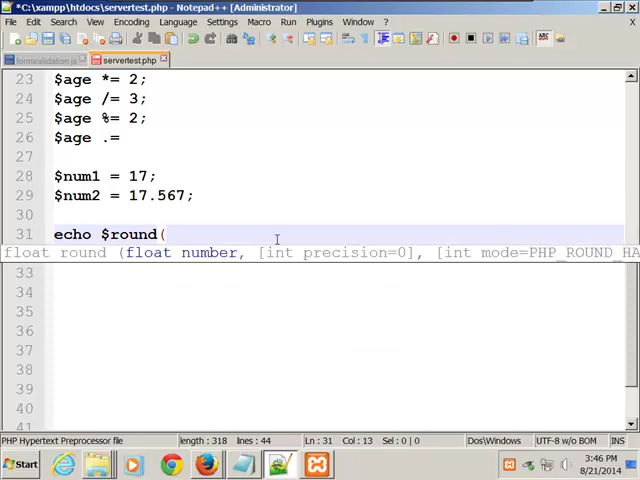 *C:\xampp\htdocs\servertest.php - Notepad++ [Administrator]
File Edit Search View Encoding Language Settings Macro Run Plugins Window ? X
formvalidation.js servertest.php
23 $age *= 2;
24 $age /= 3;
25 $age %= 2;
26 $age .=
27
28 $num1 = 17;
29 $num2 = 17.567;
30
31 echo $round(
float round (float number, [int precision=0], [int mode=PHP_ROUND_HA
33
34
35
36
37
38
39
40
41
PHP Hypertext Preprocessor file length : 318 lines : 44 Ln : 31 Col : 13 Sel : 0 | 0 Dos\Windows UTF-8 w/o BOM INS
Start 3:46 PM
8/21/2014